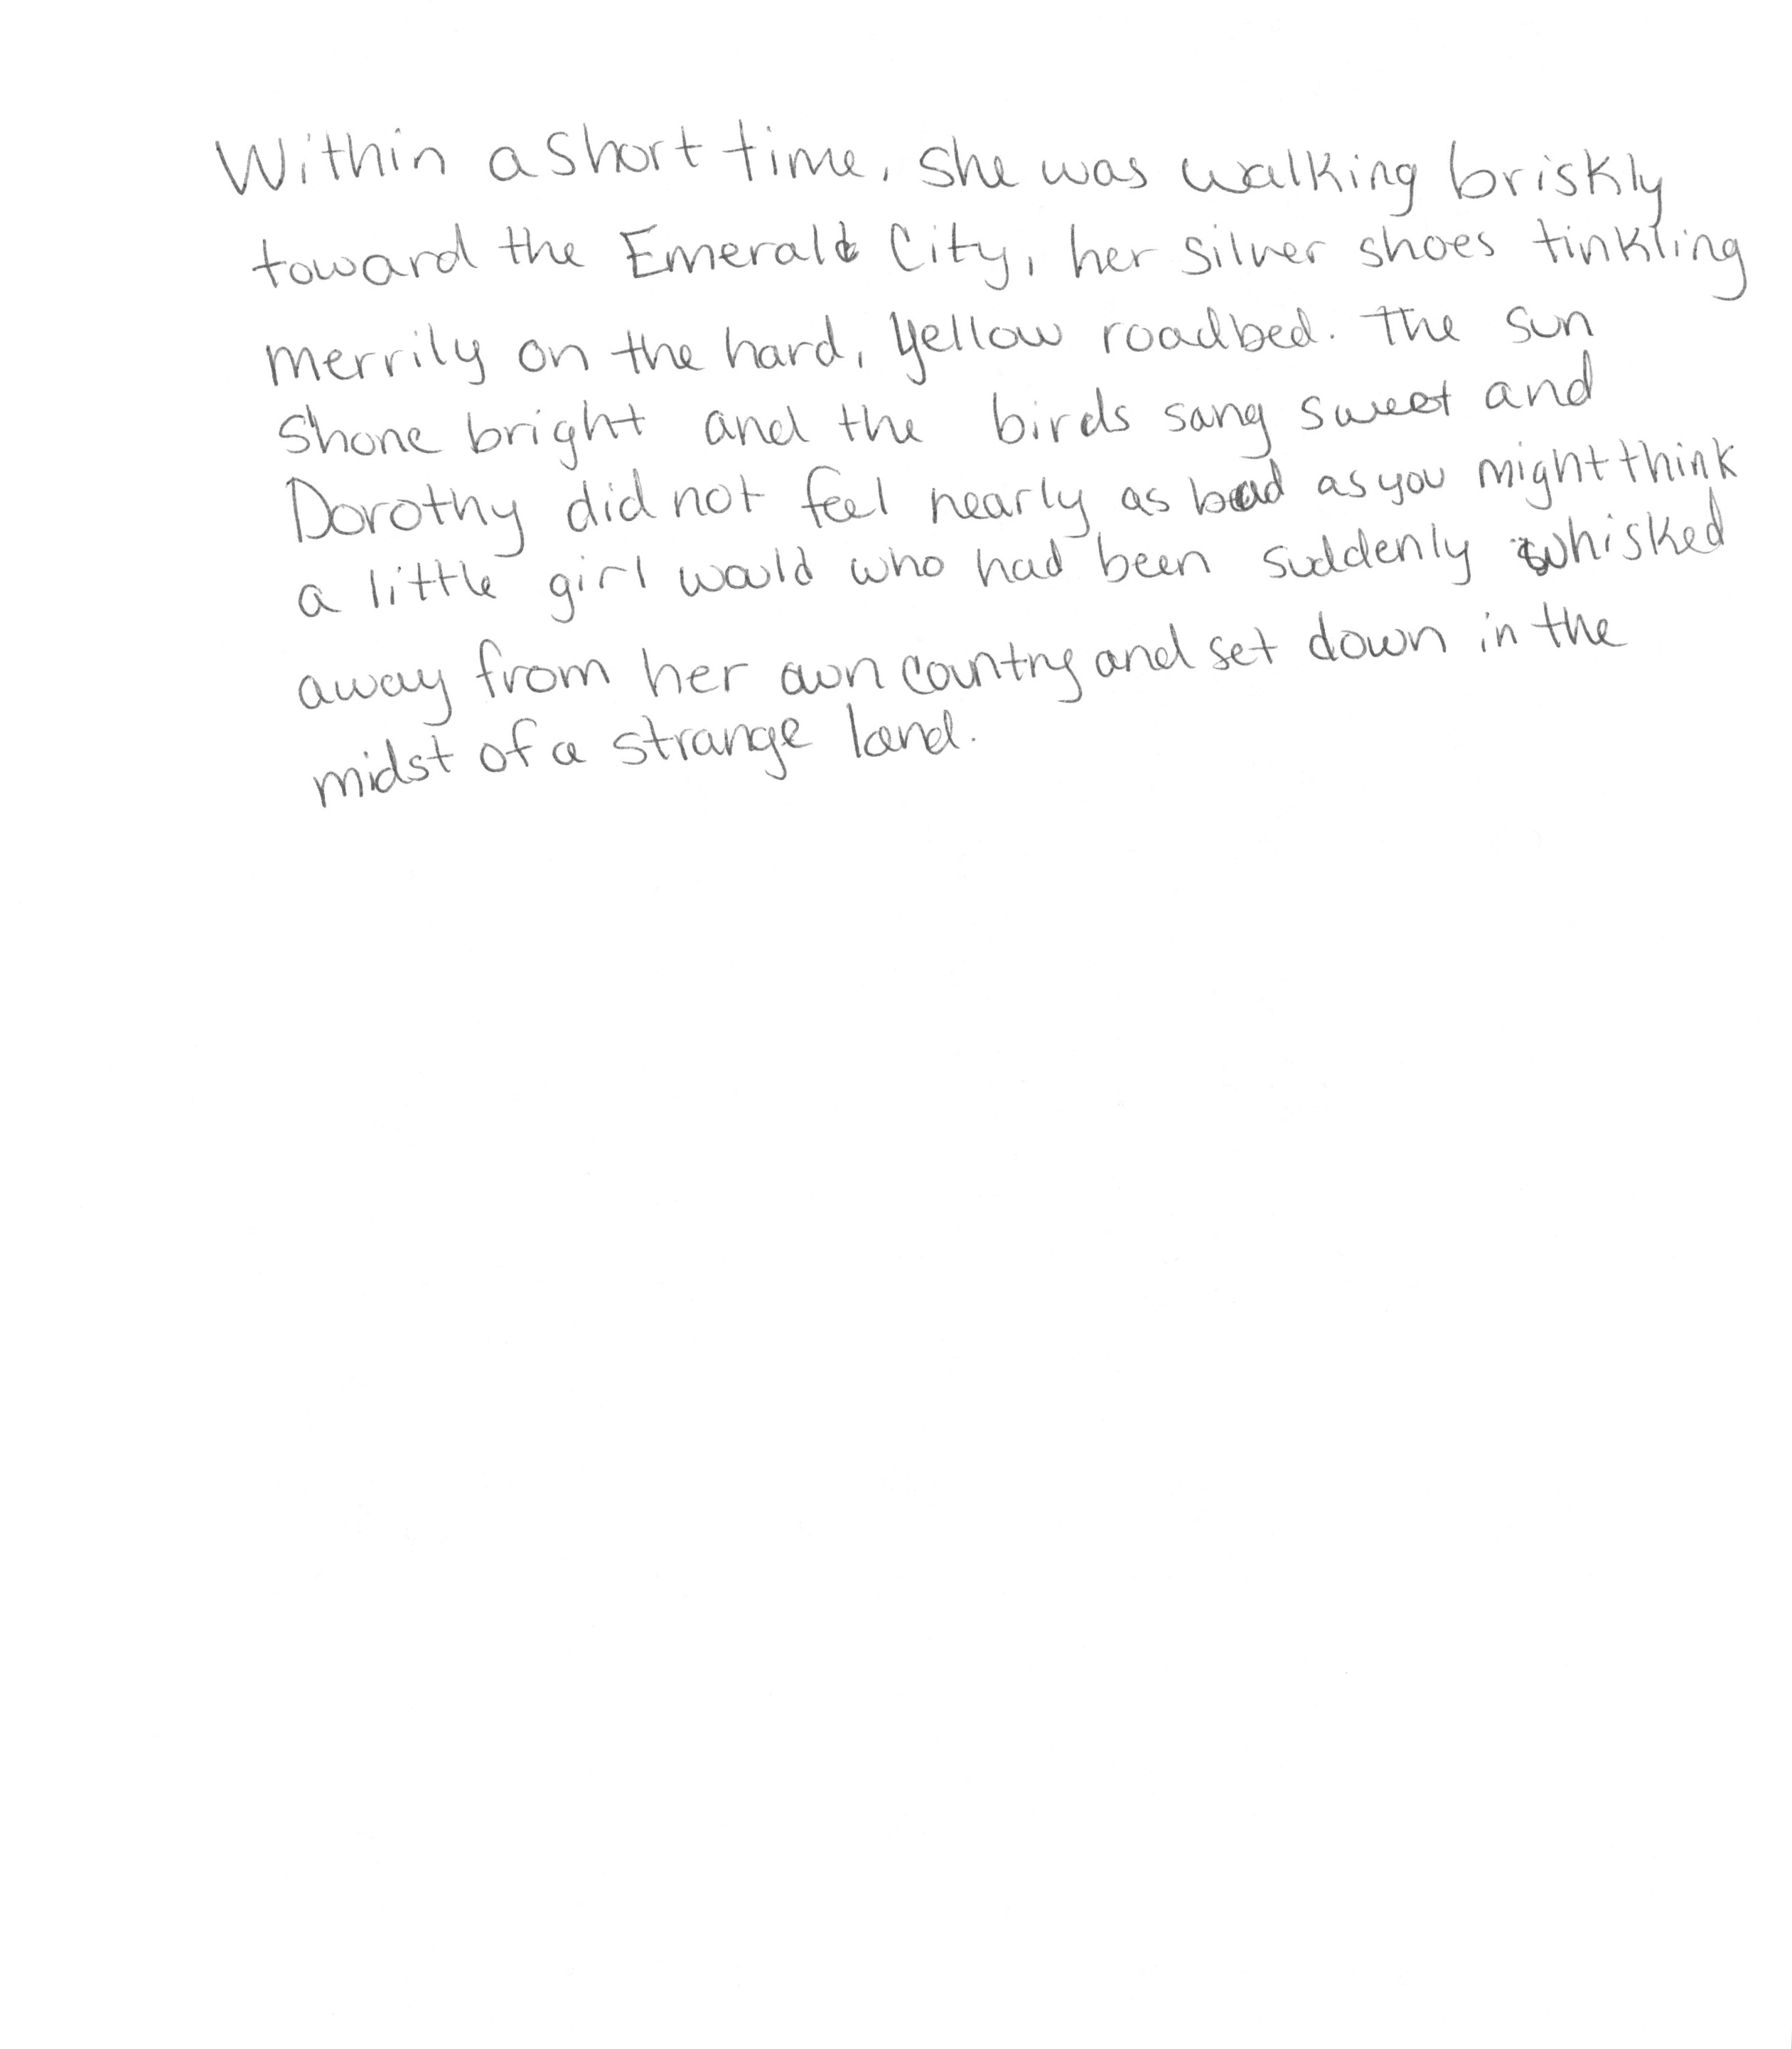 Within a short time, she was walking briskly
toward the Emerald City, her silver shoes tinkling
merrily on the hard, yellow roadbed. The sun
shone bright and the birds sang sweet and
Dorothy did not feel nearly as bad as you might think
a little girl would who had been suddenly whisked
away from her own country and set down in the
midst of a strange land.